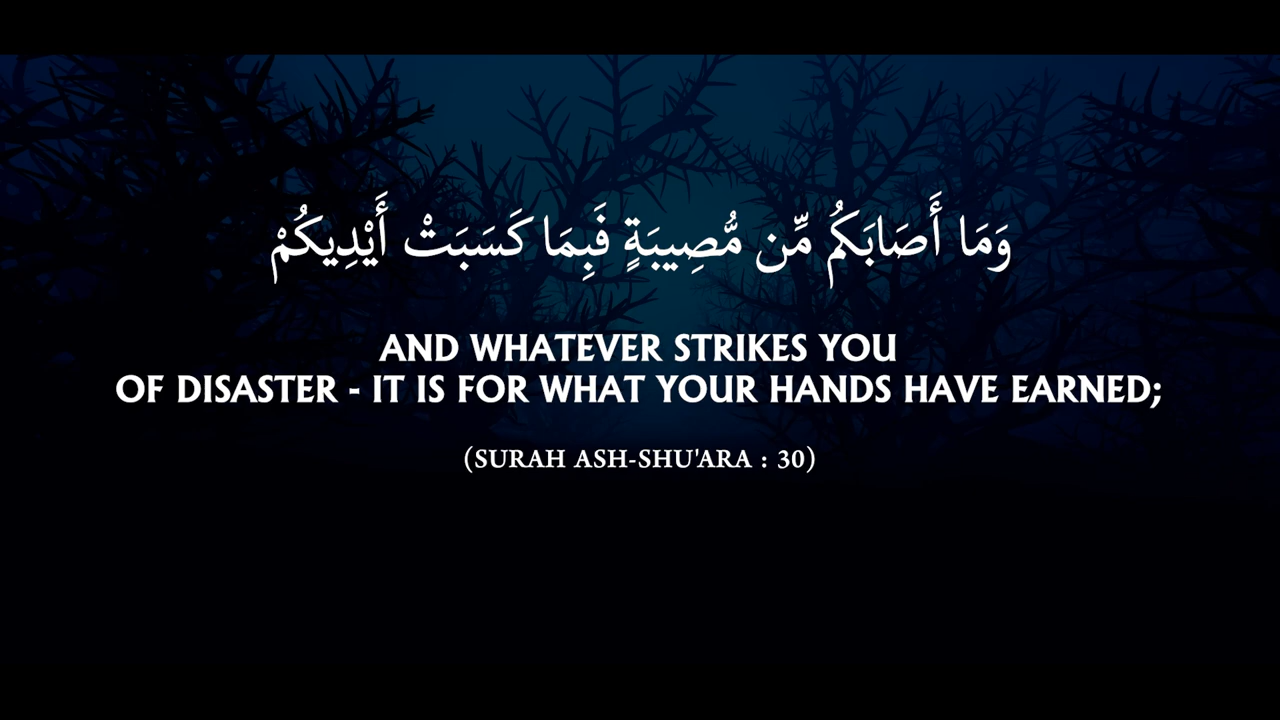 وَمَا أَصَابَكُم مِّن مُّصِيبَةٍ فَبِمَا كَسَبَتْ أَيْدِيكُمْ
AND WHATEVER STRIKES YOU
OF DISASTER - IT IS FOR WHAT YOUR HANDS HAVE EARNED;
(SURAH ASH-SHU'ARA : 30)